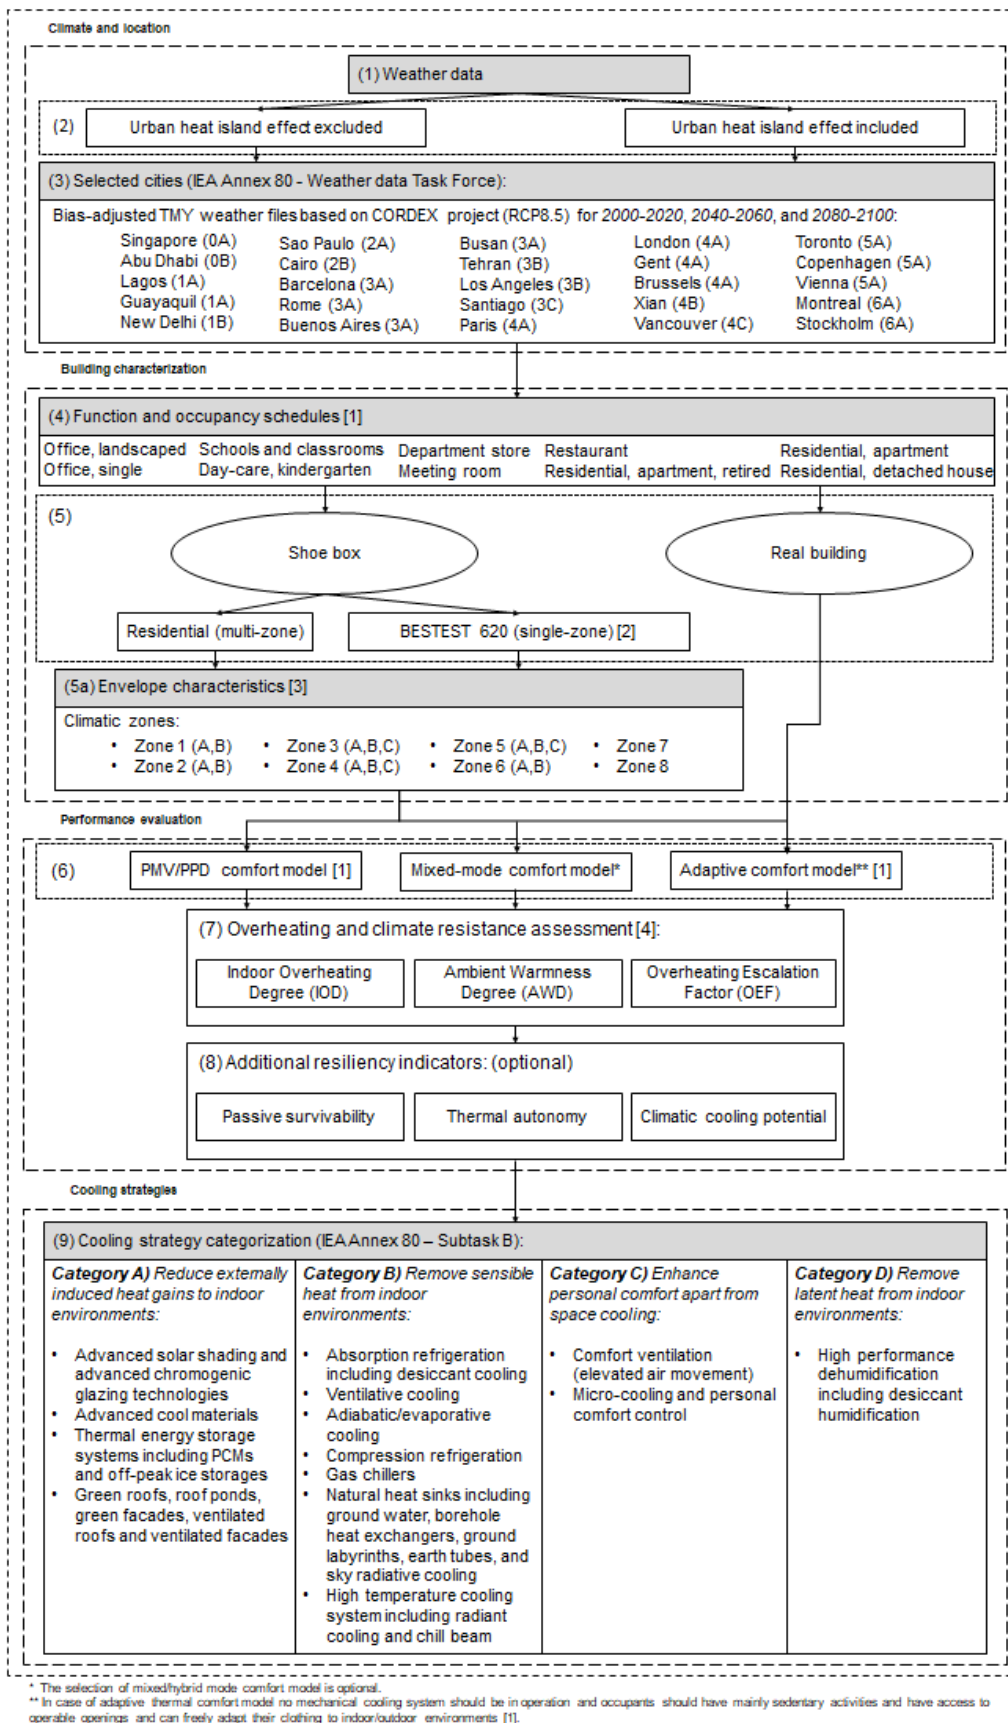 Climate and location
(1) Weather data
(2)
Urban heat island effect excluded
Urban heat island effect included
(3) Selected cities (IEA Annex 80 - Weather data Task Force):
Bias-adjusted TMY weather files based on CORDEX project (RCP8.5) for 2000-2020, 2040-2060, and 2080-2100:
Singapore (0A)
Abu Dhabi (0B)
Lagos (1A)
Guayaquil (1A)
New Delhi (1B)
Sao Paulo (2A)
Cairo (2B)
Barcelona (3A)
Rome (3A)
Buenos Aires (3A)
Busan (3A)
Tehran (3B)
Los Angeles (3B)
Santiago (3C)
Paris (4A)
London (4A)
Gent (4A)
Brussels (4A)
Xian (4B)
Vancouver (4C)
Toronto (5A)
Copenhagen (5A)
Vienna (5A)
Montreal (6A)
Stockholm (6A)
Building characterization
(4) Function and occupancy schedules [1]
Office, landscaped
Office, single
Schools and classrooms
Day-care, kindergarten
Department store
Meeting room
Restaurant
Residential, apartment, retired
Residential, apartment
Residential, detached house
(5)
Shoe box
Real building
Residential (multi-zone)
BESTEST 620 (single-zone) [2]
(5a) Envelope characteristics [3]
Climatic zones:
• Zone 1 (A,B)
• Zone 2 (A,B)
• Zone 3 (A,B,C)
• Zone 4 (A,B,C)
• Zone 5 (A,B,C)
• Zone 6 (A,B)
• Zone 7
• Zone 8
Performance evaluation
(6)
PMV/PPD comfort model [1]
Mixed-mode comfort model*
Adaptive comfort model** [1]
(7) Overheating and climate resistance assessment [4]:
Indoor Overheating
Degree (IOD)
Ambient Warmness
Degree (AWD)
Overheating Escalation
Factor (OEF)
(8) Additional resiliency indicators: (optional)
Passive survivability
Thermal autonomy
Climatic cooling potential
Cooling strategies
(9) Cooling strategy categorization (IEA Annex 80 – Subtask B):
Category A) Reduce externally
induced heat gains to indoor
environments:
• Advanced solar shading and
advanced chromogenic
glazing technologies
• Advanced cool materials
• Thermal energy storage
systems including PCMs
and off-peak ice storages
• Green roofs, roof ponds,
green facades, ventilated
roofs and ventilated facades
Category B) Remove sensible
heat from indoor
environments:
• Absorption refrigeration
including desiccant cooling
• Ventilative cooling
• Adiabatic/evaporative
cooling
• Compression refrigeration
• Gas chillers
• Natural heat sinks including
ground water, borehole
heat exchangers, ground
labyrinths, earth tubes, and
sky radiative cooling
• High temperature cooling
system including radiant
cooling and chill beam
Category C) Enhance
personal comfort apart from
space cooling:
• Comfort ventilation
(elevated air movement)
• Micro-cooling and personal
comfort control
Category D) Remove
latent heat from indoor
environments:
• High performance
dehumidification
including desiccant
humidification
* The selection of mixed/hybrid mode comfort model is optional.
** In case of adaptive thermal comfort model no mechanical cooling system should be in operation and occupants should have mainly sedentary activities and have access to
operable openings and can freely adapt their clothing to indoor/outdoor environments [1].